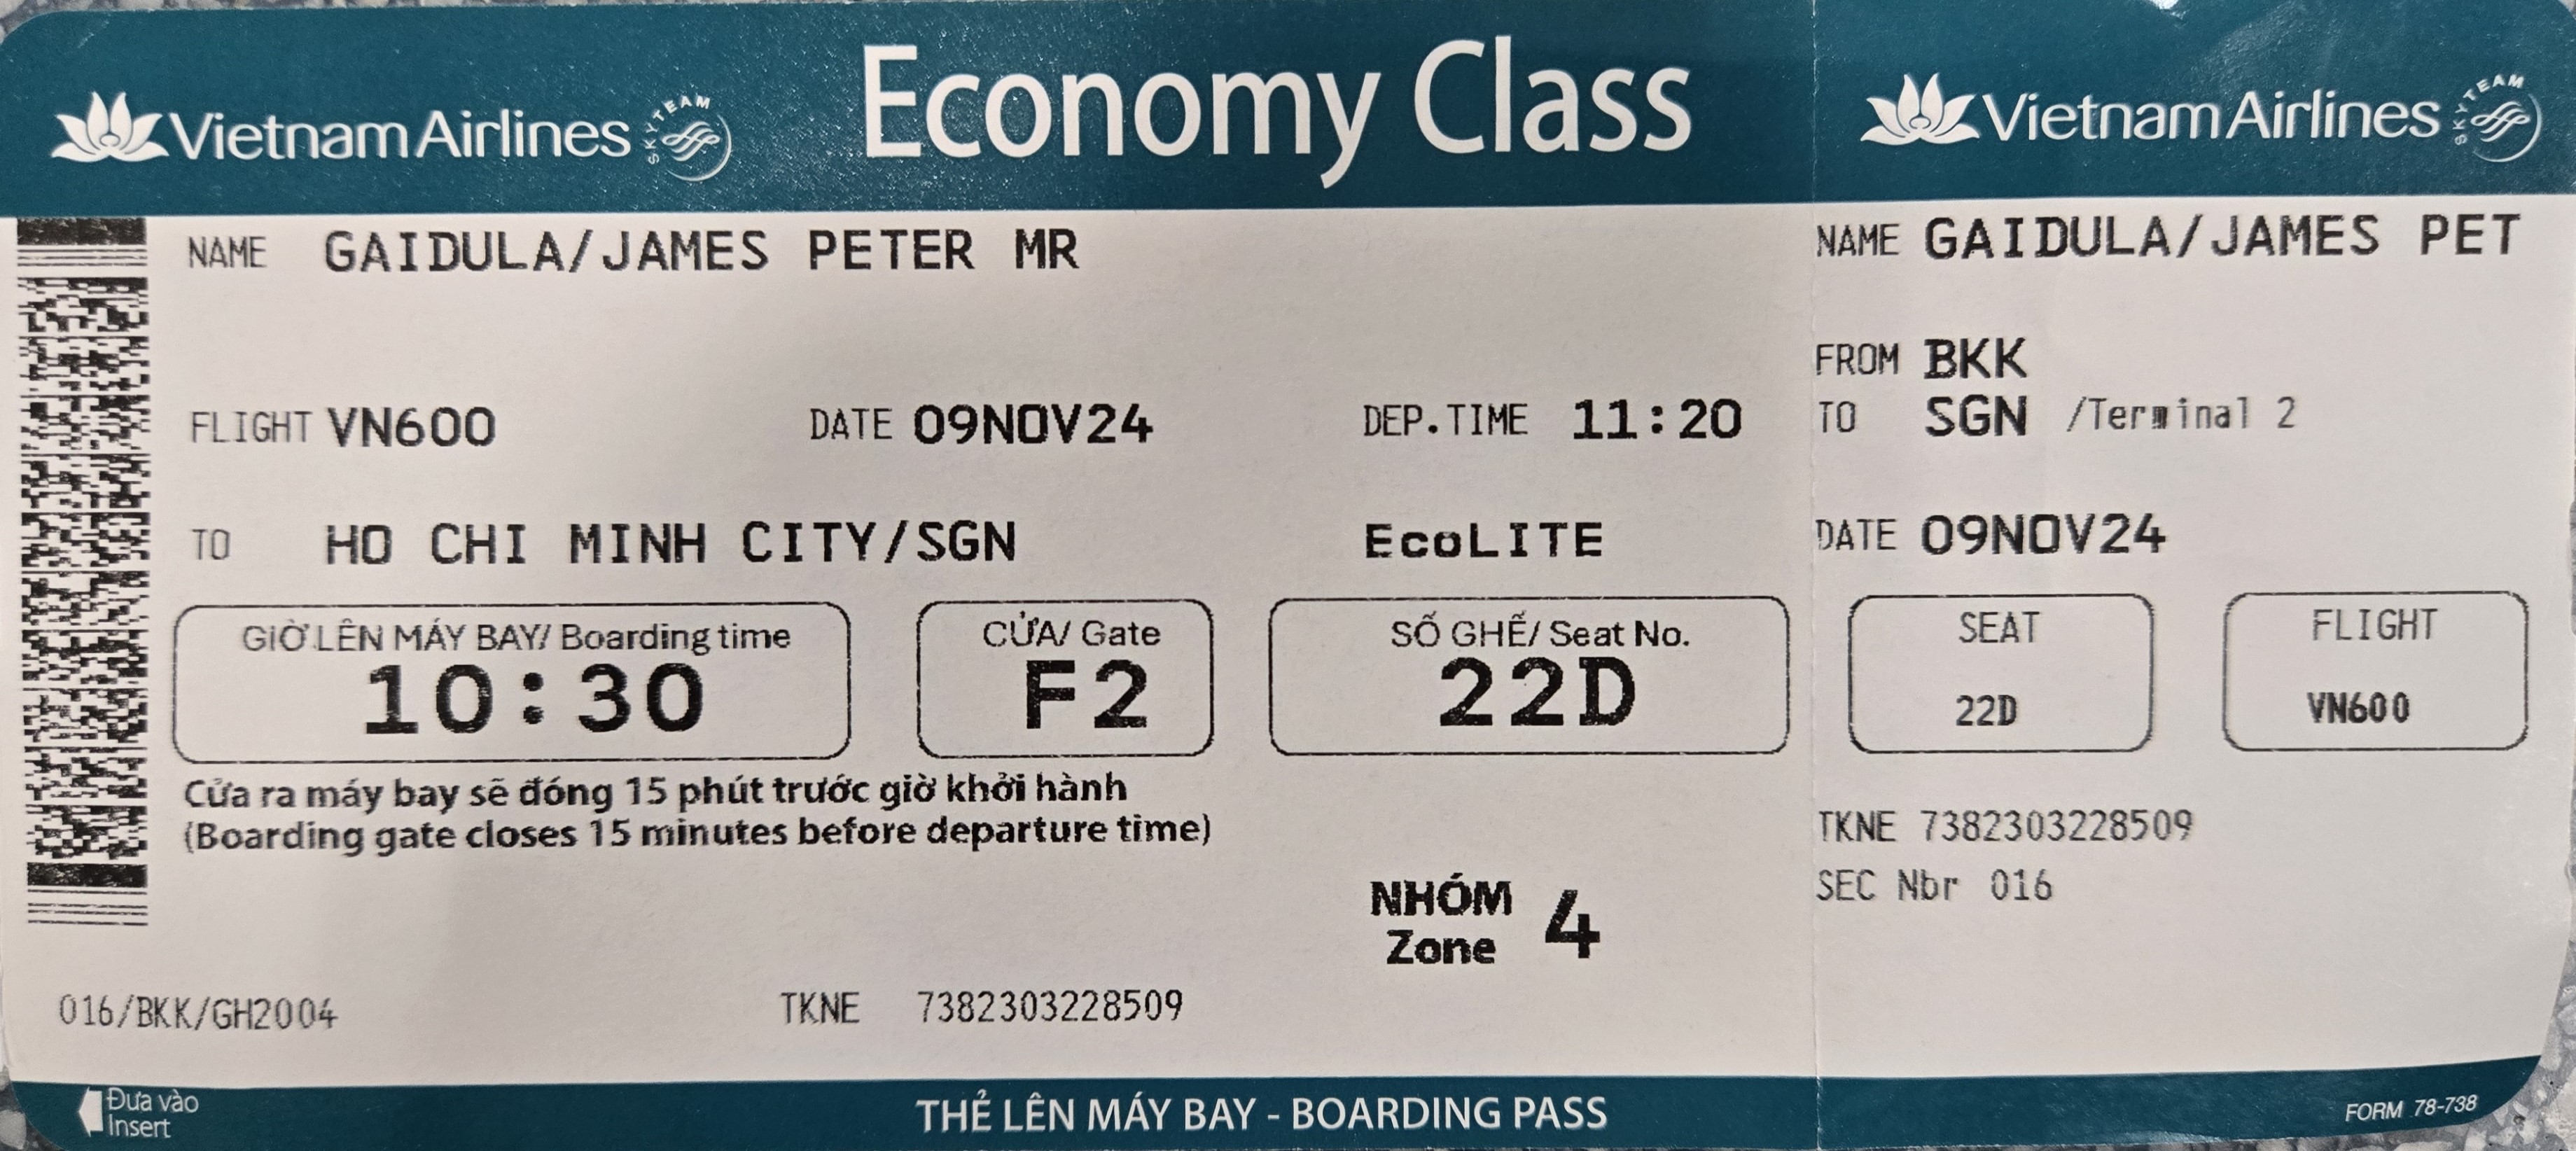 VietnamAirlines SKYTEAM Economy Class
NAME GAIDULA/JAMES PETER MR
FLIGHT VN600 DATE 09NOV24 DEP.TIME 11:20
TO HO CHI MINH CITY/SGN EcoLITE
GIỜ LÊN MÁY BAY/ Boarding time
10:30
CỬA/ Gate
F2
SỐ GHẾ/ Seat No.
22D
Cửa ra máy bay sẽ đóng 15 phút trước giờ khởi hành
(Boarding gate closes 15 minutes before departure time)
NHÓM
Zone
4
016/BKK/GH2004 TKNE 7382303228509
Đưa vào
Insert
THẺ LÊN MÁY BAY - BOARDING PASS
VietnamAirlines SKYTEAM
NAME GAIDULA/JAMES PET
FROM BKK
TO SGN /Terminal 2
DATE 09NOV24
SEAT
22D
FLIGHT
VN600
TKNE 7382303228509
SEC Nbr 016
FORM 78-738